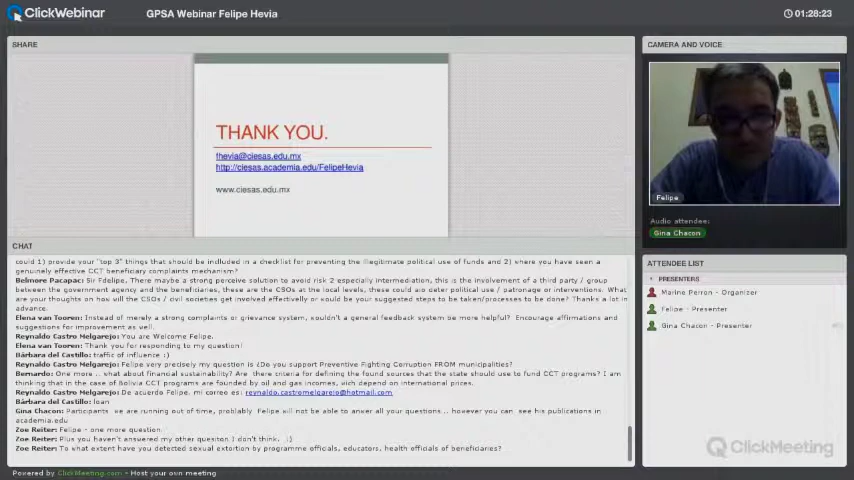 ClickWebinar
GPSA Webinar Felipe Hevia
01:28:23
SHARE
THANK YOU.
fhevia@ciesas.edu.mx
http://ciesas.academia.edu/FelipeHevia
www.ciesas.edu.mx
CAMERA AND VOICE
Felipe
Audio attendee:
Gina Chacon
CHAT
could 1) provide your "top 3" things that should be included in a checklist for preventing the illegitimate political use of funds and 2) where you have seen a
genuinely effective CCT beneficiary complaints mechanism?
Belmore Pacapac: Sir Fdelipe. There maybe a strong perceive solution to avoid risk 2 especially intermediation, this is the involvement of a third party / group
between the government agency and the beneficiaries, these are the CSOs at the local levels, these could aio deter political use / patronage or interventions. What
are your thoughts on how will the CSOs / civil societies get involved effectivelly or would be your suggested steps to be taken/processes to be done? Thanks a lot in
advance.
Elena van Tooren: Instead of merely a strong complaints or grievance system, wouldn't a general feedback system be more helpful? Encourage affirmations and
suggestions for improvement as well.
Reynaldo Castro Melgarejo: You are Welcome Felipe.
Elena van Tooren: Thank you for responding to my question!
Bárbara del Castillo: traffic of influence :)
Reynaldo Castro Melgarejo: Felipe very precisely my question is ¿Do you support Preventive Fighting Corruption FROM municipalities?
Bernardo: One more .. what about financial sustainability? Are there criteria for defining the found sources that the state should use to fund CCT programs? I am
thinking that in the case of Bolivia CCT programs are founded by oil and gas incomes, wich depend on international prices.
Reynaldo Castro Melgarejo: De acuerdo Felipe, mi correo es: reynaldo.castromelgarejo@hotmail.com
Bárbara del Castillo: loan
Gina Chacon: Participants we are running out of time, probably Felipe will not be able to anwer all your questions .. however you can see his publications in
academia.edu
Zoe Reiter: Felipe - one more question.
Zoe Reiter: Plus you haven't answered my other quesiton I don't think. :)
Zoe Reiter: To what extent have you detected sexual extortion by programme officials, educators, health officials of beneficiaries?
ATTENDEE LIST
PRESENTERS
Marine Perron - Organizer
Felipe - Presenter
Gina Chacon - Presenter
ClickMeeting
Powered by ClickMeeting.com • Host your own meeting